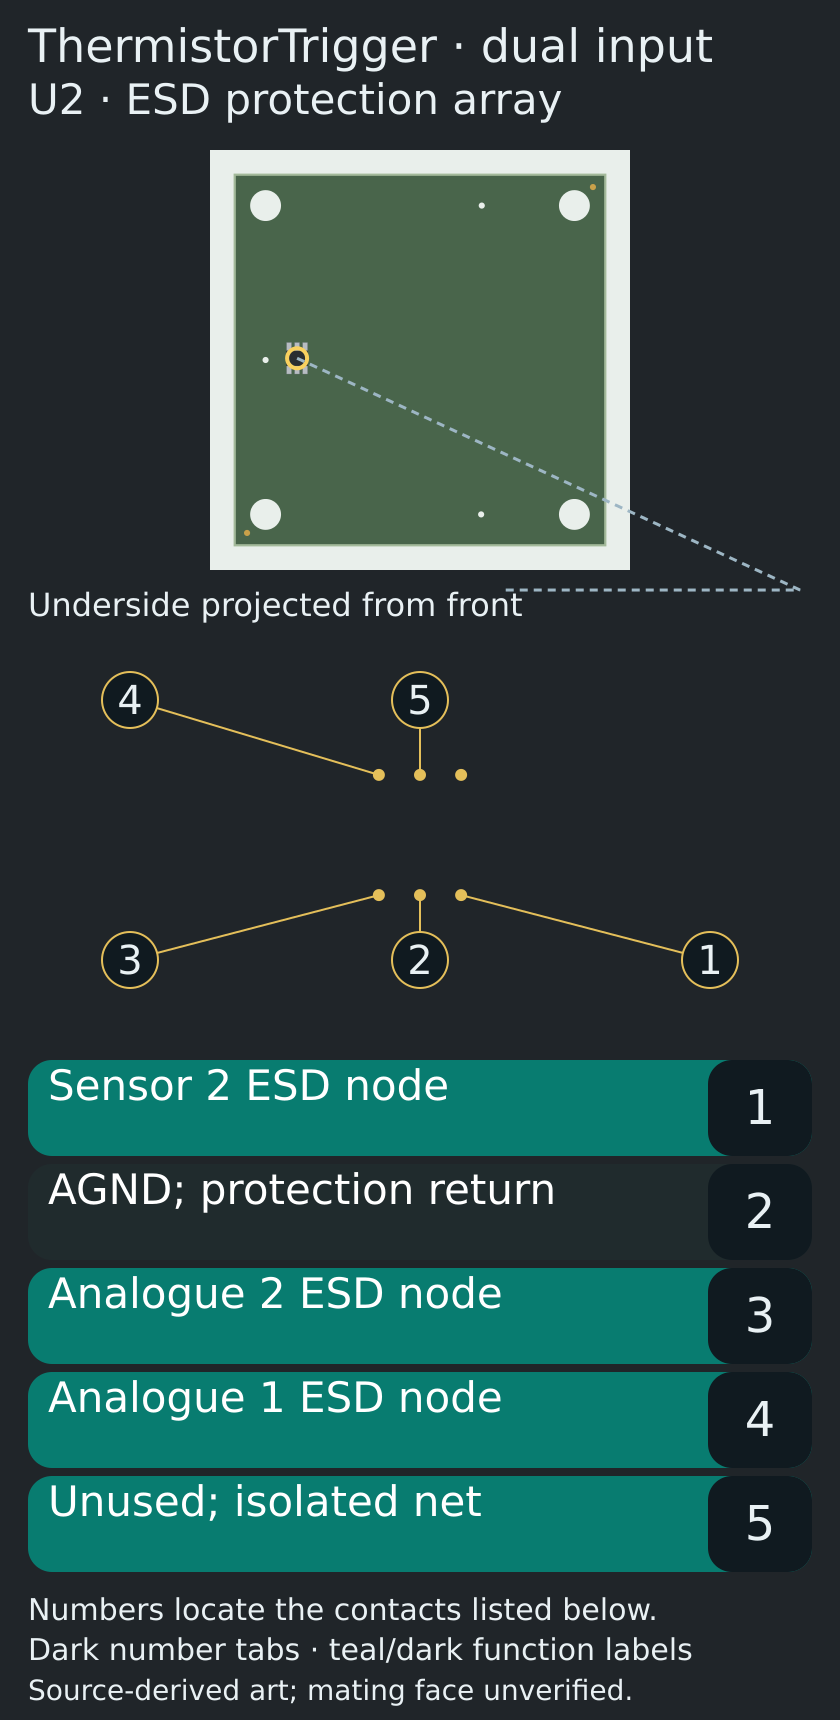 ThermistorTrigger · dual input
U2 · ESD protection array
Underside projected from front
4
5
3
2
1
Sensor 2 ESD node 1
AGND; protection return 2
Analogue 2 ESD node 3
Analogue 1 ESD node 4
Unused; isolated net 5
Numbers locate the contacts listed below.
Dark number tabs · teal/dark function labels
Source-derived art; mating face unverified.